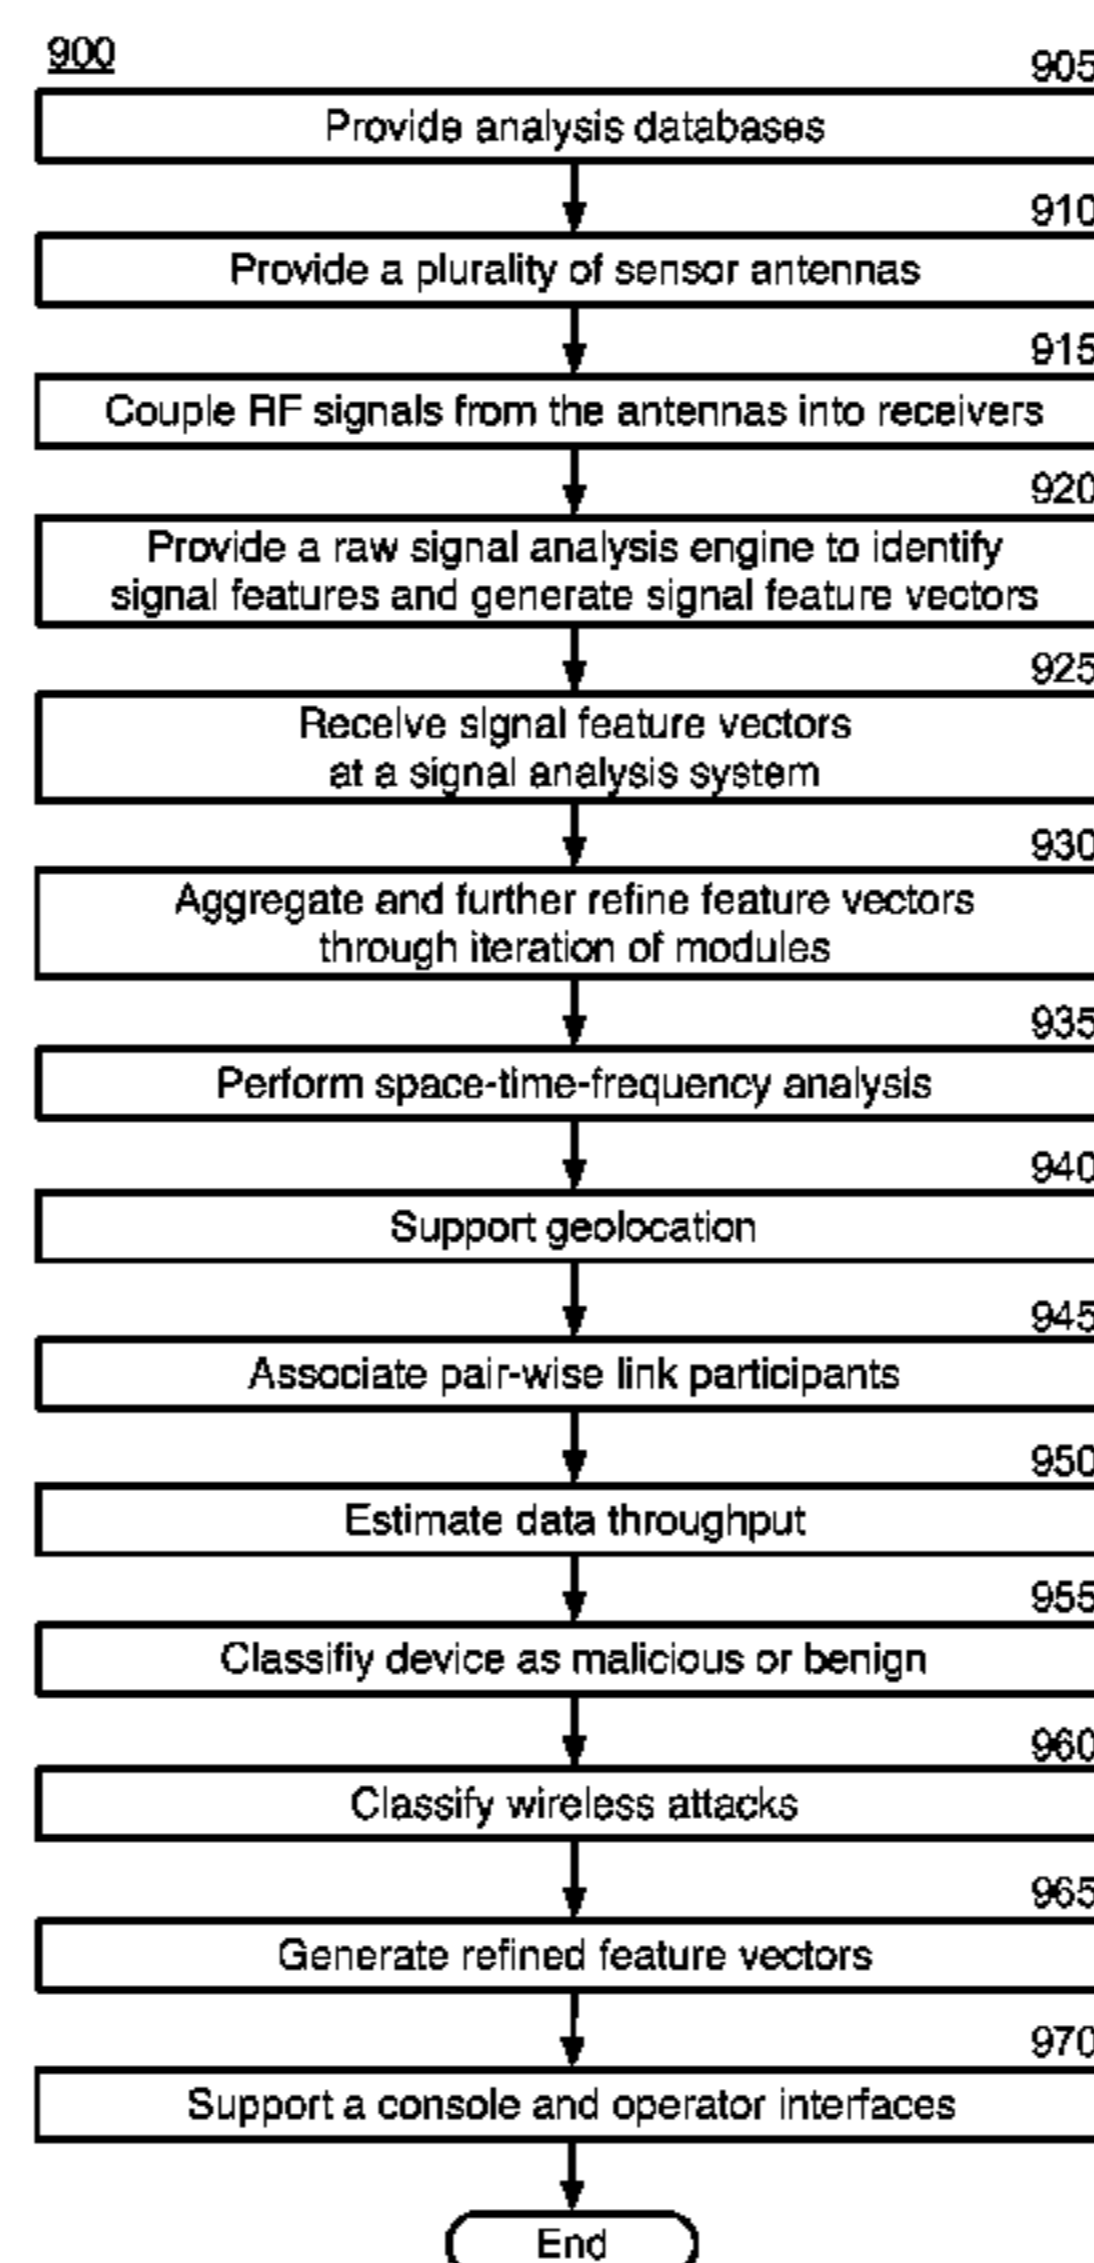 900
905
Provide analysis databases
910
Provide a plurality of sensor antennas
915
Couple RF signals from the antennas into receivers
920
Provide a raw signal analysis engine to identify
signal features and generate signal feature vectors
925
Receive signal feature vectors
at a signal analysis system
930
Aggregate and further refine feature vectors
through iteration of modules
935
Perform space-time-frequency analysis
940
Support geolocation
945
Associate pair-wise link participants
950
Estimate data throughput
955
Classifiy device as malicious or benign
960
Classify wireless attacks
965
Generate refined feature vectors
970
Support a console and operator interfaces
End